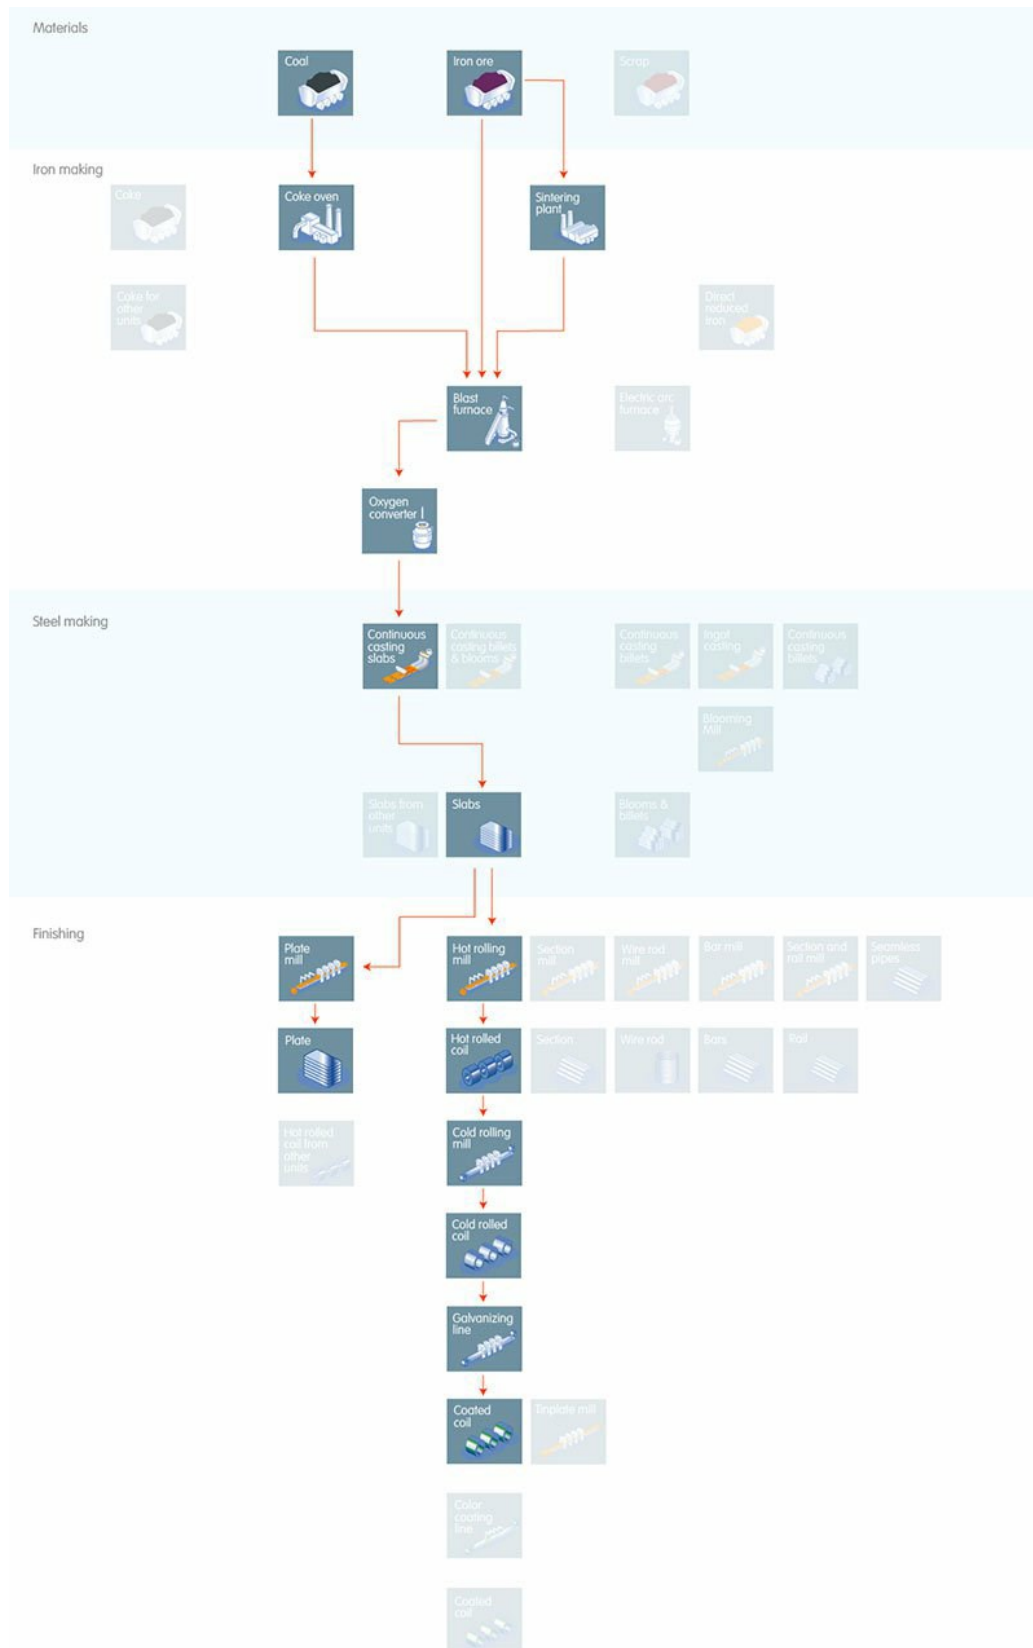 Materials
Coal
Iron ore
Scrap
Iron making
Coke
Coke oven
Sintering
plant
Coke for
other
units
Direct
reduced
iron
Blast
furnace
Electric arc
furnace
Oxygen
converter
Steel making
Continuous
casting
slabs
Continuous
casting billets
& blooms
Continuous
casting
billets
Ingot
casting
Continuous
casting
billets
Blooming
Mill
Slabs from
other
units
Slabs
Blooms &
billets
Finishing
Plate
mill
Hot rolling
mill
Section
mill
Wire rod
mill
Bar mill
Section and
rail mill
Seamless
pipes
Plate
Hot rolled
coil
Section
Wire rod
Bars
Rail
Hot rolled
coil from
other
units
Cold rolling
mill
Cold rolled
coil
Galvanizing
line
Coated
coil
Tinplate mill
Color
coating
line
Coated
coil